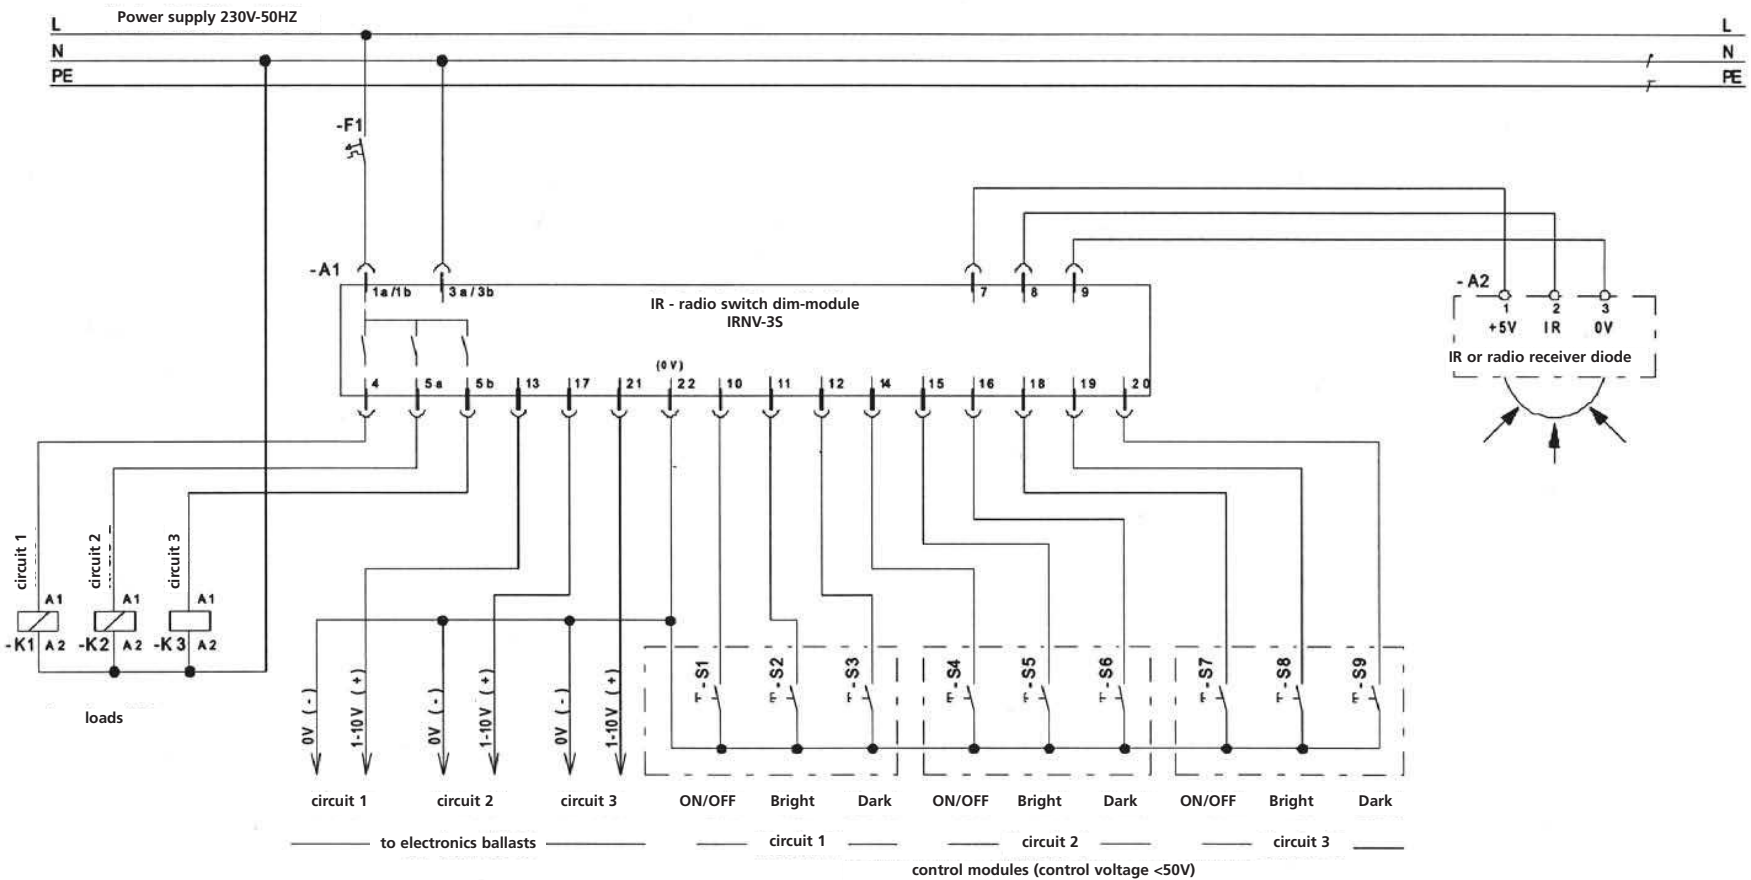 Power supply 230V-50HZ
L L
N N
PE PE
-F1
-A1
1a/1b 3a/3b 7 8 9
IR - radio switch dim-module
IRNV-3S
-A2
1 2 3
+5V IR 0V
IR or radio receiver diode
(0V)
4 5a 5b 13 17 21 22 10 11 12 14 15 16 18 19 20
circuit 1
circuit 2
circuit 3
A1 A1 A1
-K1 A2 -K2 A2 -K3 A2
loads
0V (-)
1-10V (+)
0V (-)
1-10V (+)
0V (-)
1-10V (+)
-S1
-S2
-S3
-S4
-S5
-S6
-S7
-S8
-S9
circuit 1 circuit 2 circuit 3 ON/OFF Bright Dark ON/OFF Bright Dark ON/OFF Bright Dark
to electronics ballasts circuit 1 circuit 2 circuit 3
control modules (control voltage <50V)